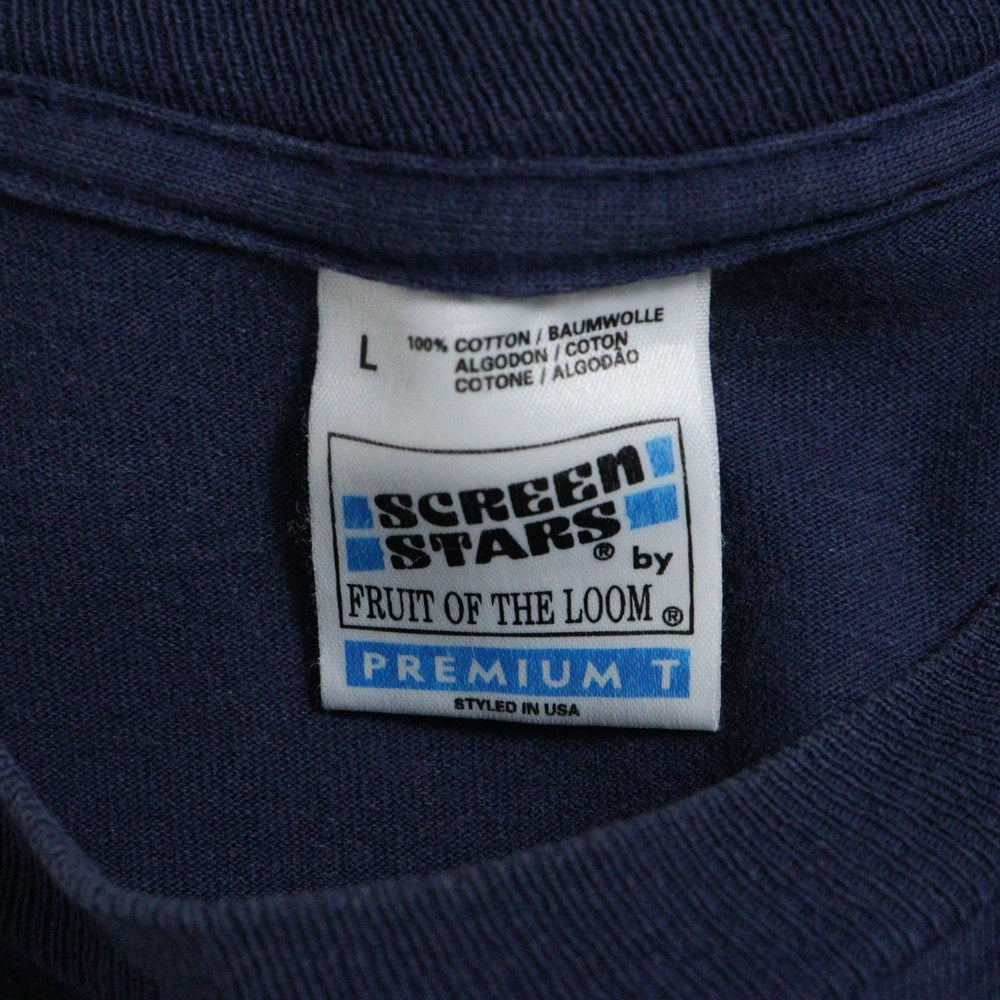 L 100% COTTON / BAUMWOLLE
ALGODON / COTON
COTONE / ALGODÃO
SCREEN
STARS® by
FRUIT OF THE LOOM ®
PREMIUM T
STYLED IN USA